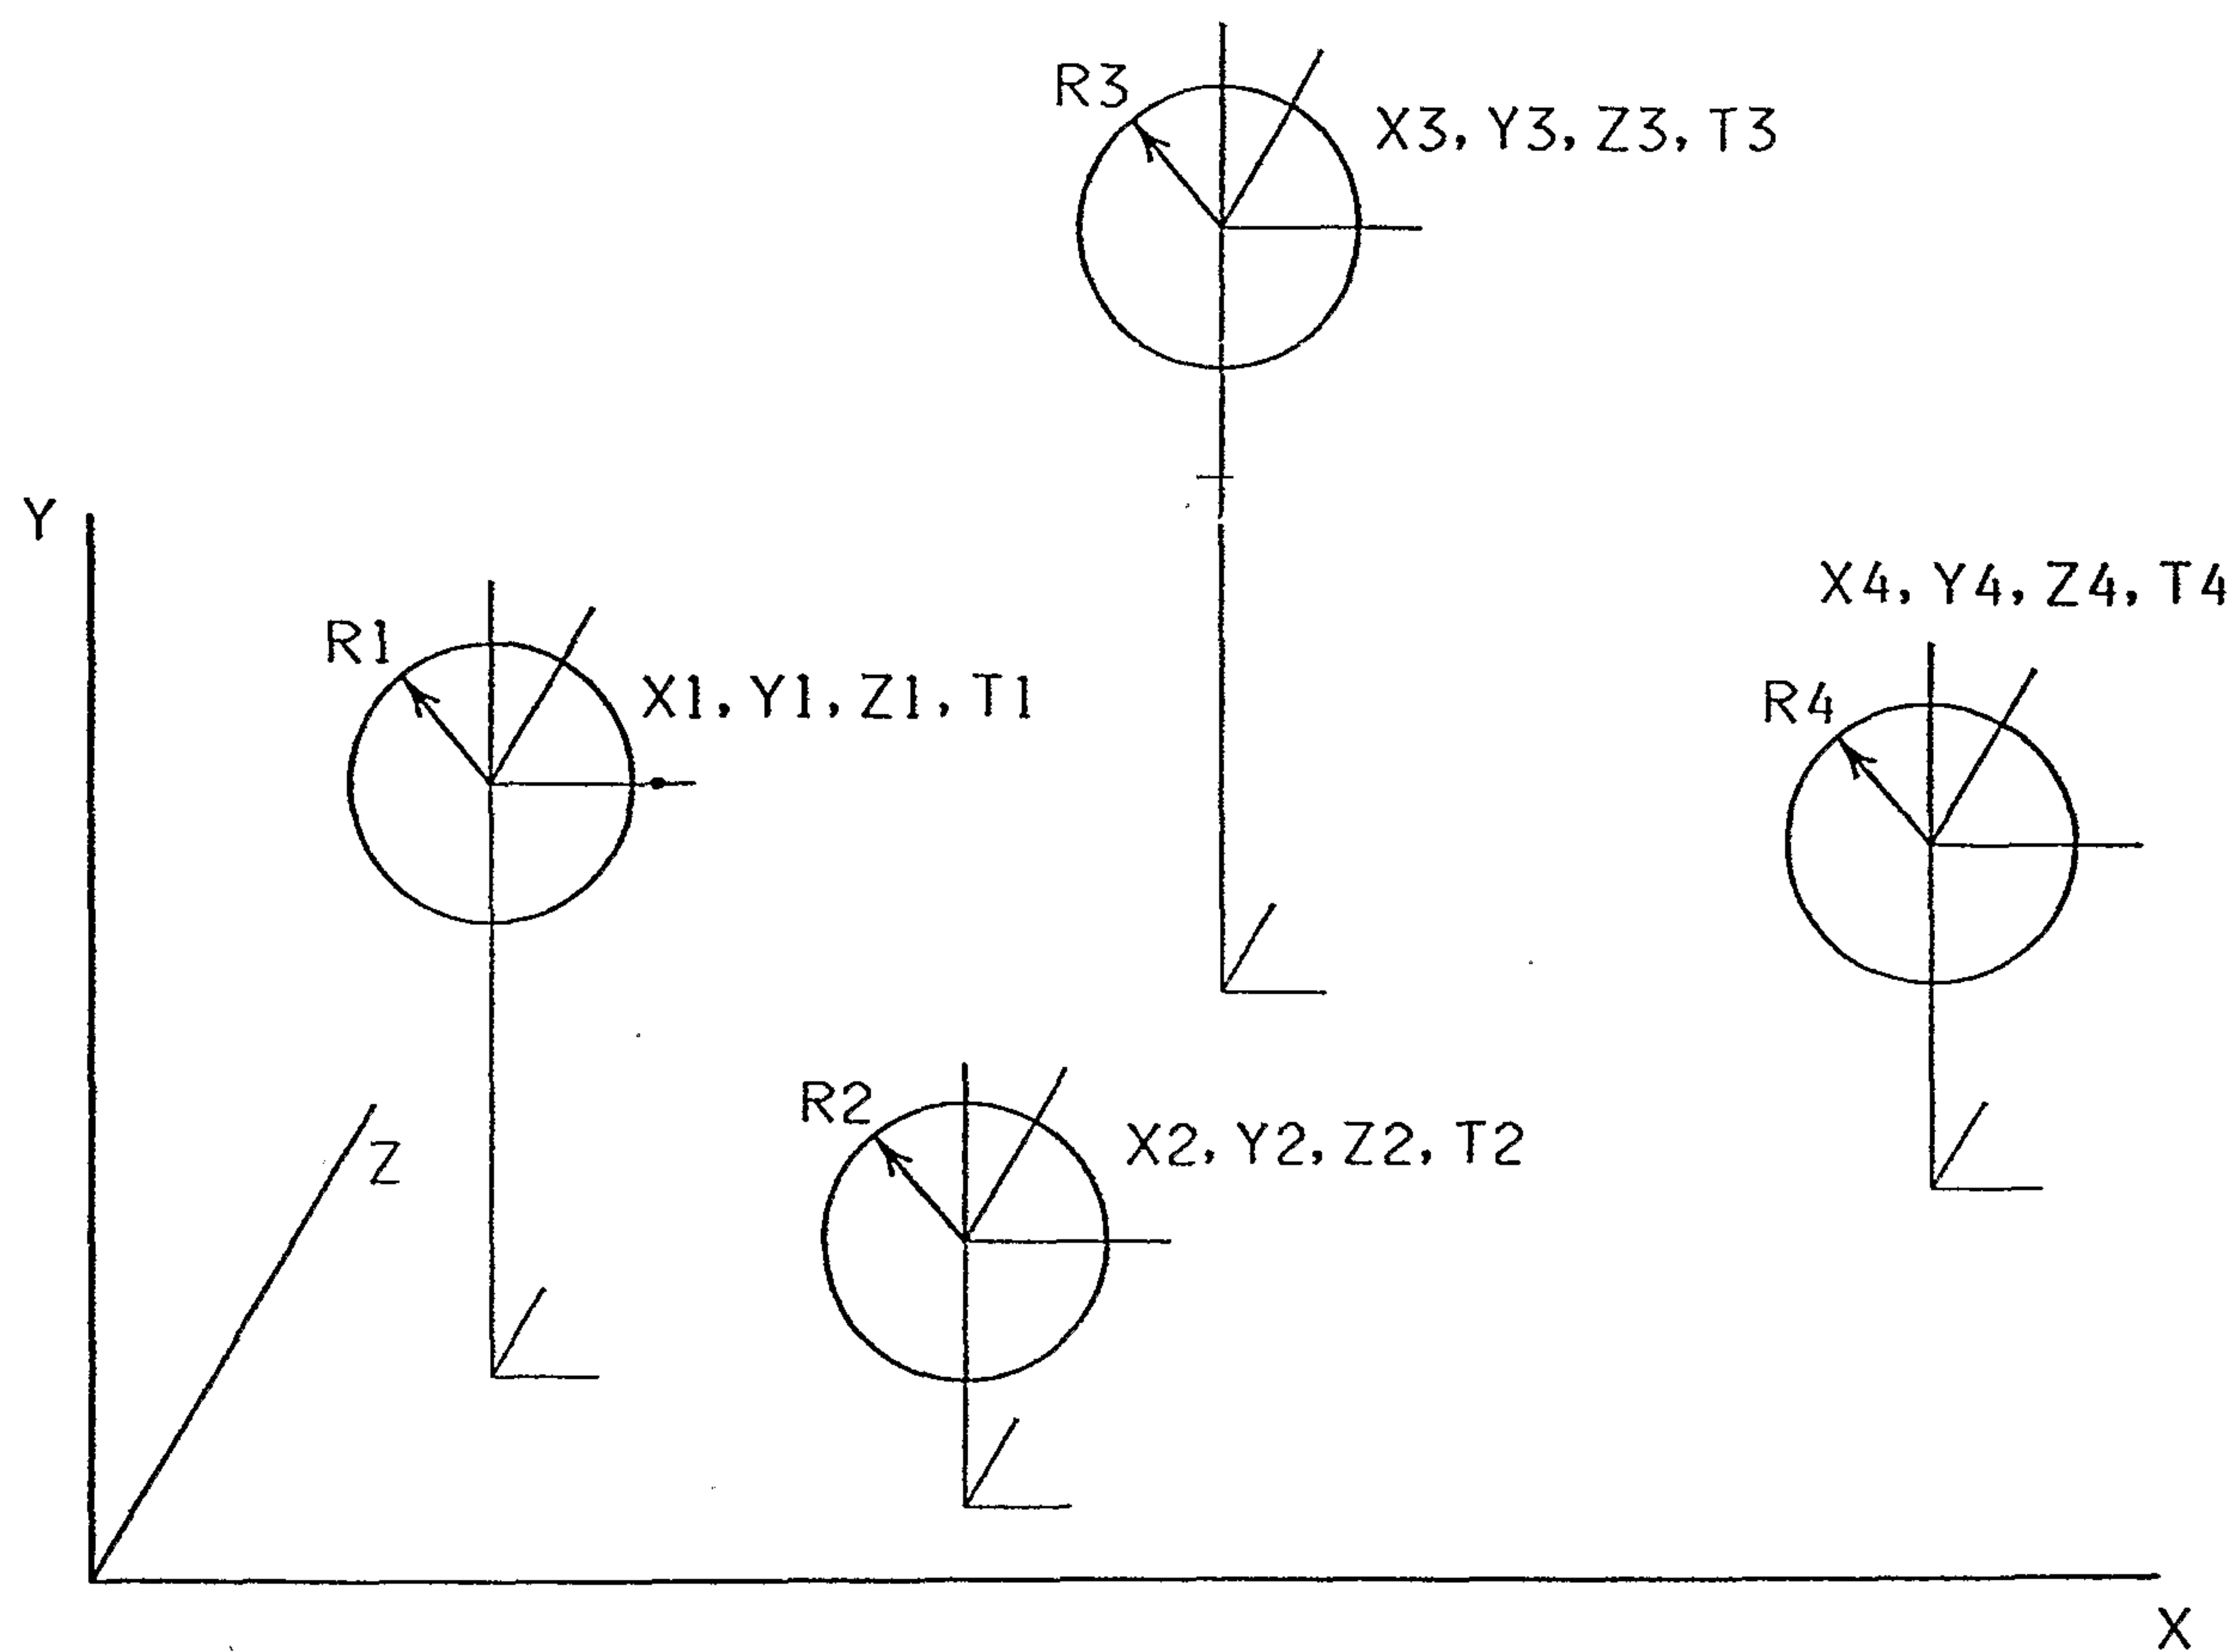 R3
X3, Y3, Z3, T3
Y
X4, Y4, Z4, T4
R1
X1, Y1, Z1, T1
R4
R2
X2, Y2, Z2, T2
Z
X